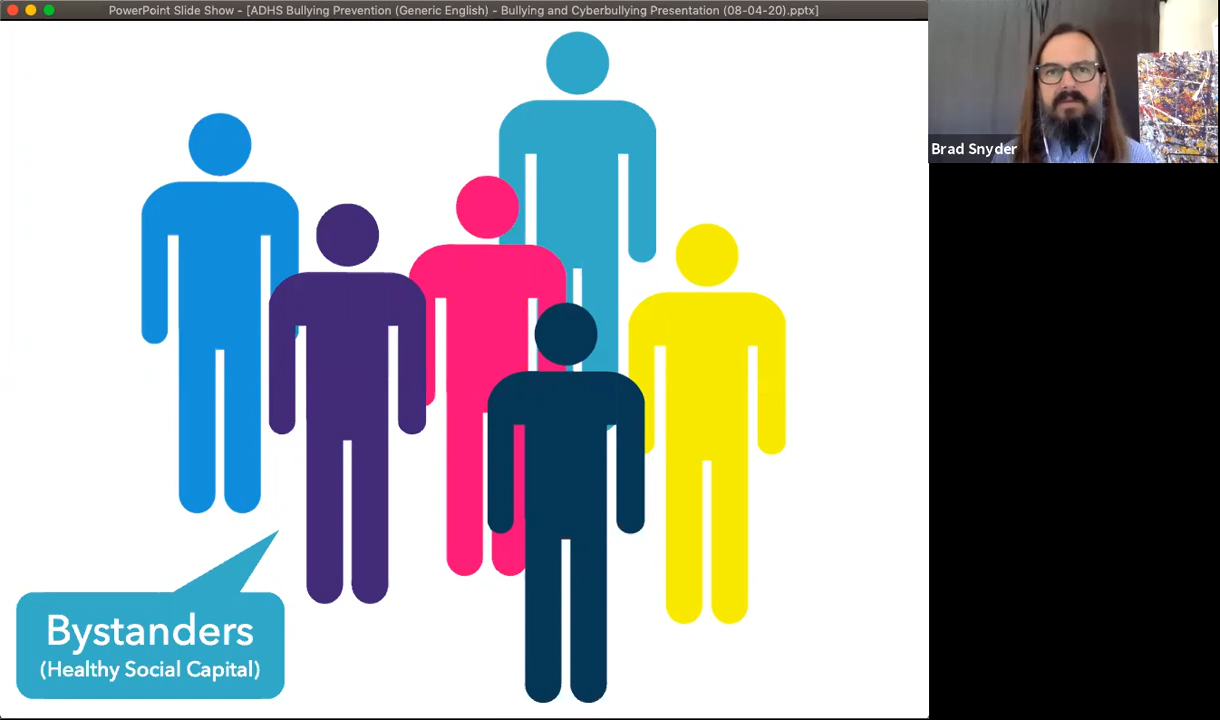 PowerPoint Slide Show - [ADHS Bullying Prevention (Generic English) - Bullying and Cyberbullying Presentation (08-04-20).pptx]
Brad Snyder
Bystanders
(Healthy Social Capital)